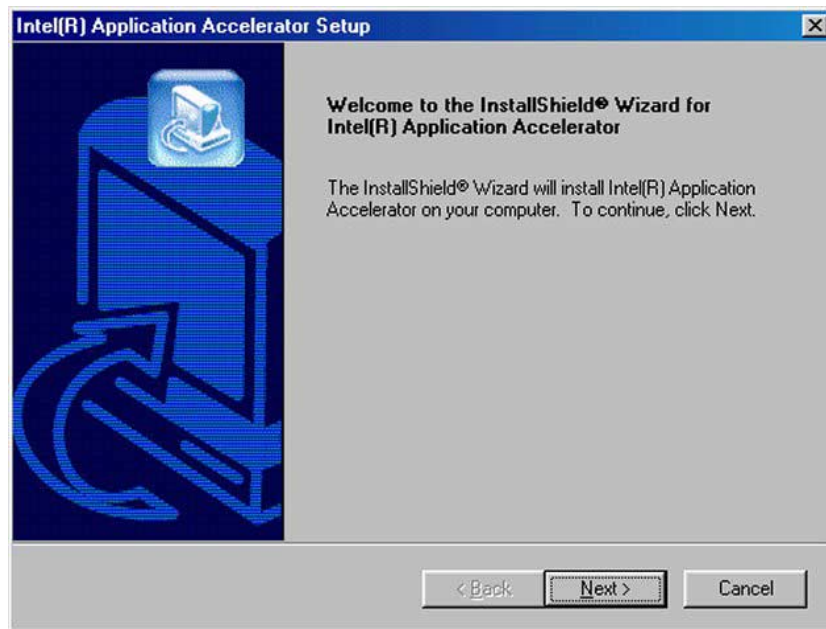 Intel(R) Application Accelerator Setup
Welcome to the InstallShield® Wizard for
Intel(R) Application Accelerator
The InstallShield® Wizard will install Intel(R) Application
Accelerator on your computer. To continue, click Next.
< Back
Next >
Cancel